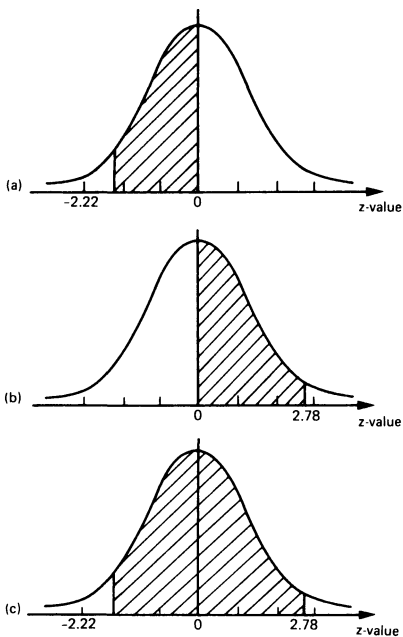 (a)
-2.22 0
z-value
(b)
0 2.78
z-value
(c)
-2.22 0 2.78
z-value